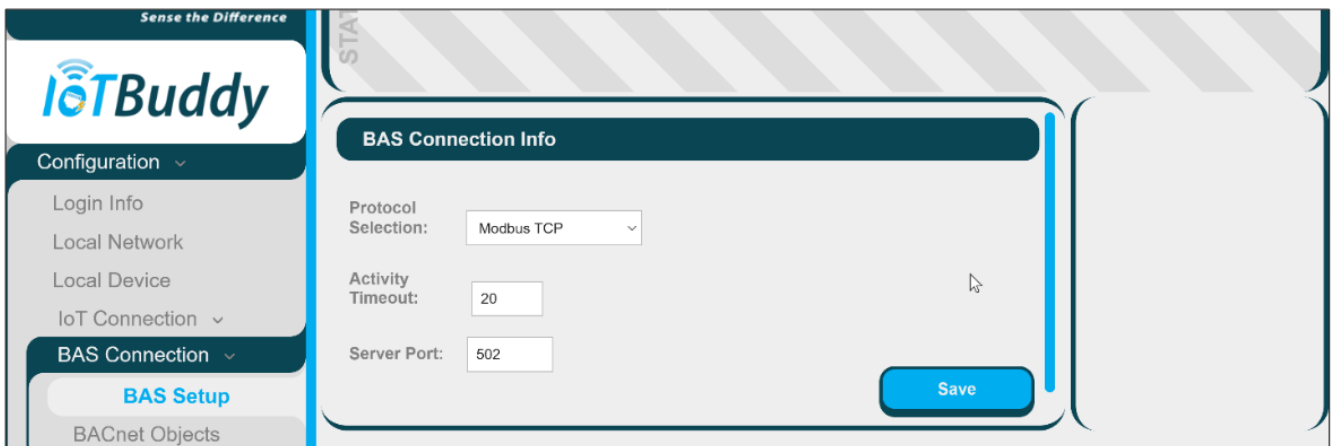 Sense the Difference
IoTBuddy
Configuration
Login Info
Local Network
Local Device
IoT Connection
BAS Connection
BAS Setup
BACnet Objects
BAS Connection Info
Protocol
Selection:
Modbus TCP
Activity
Timeout:
20
Server Port:
502
Save